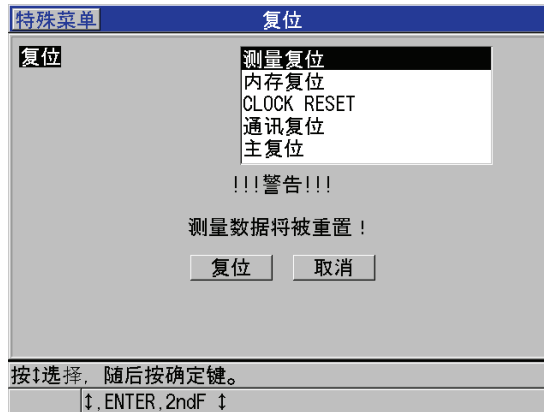 特殊菜单 复位
复位
测量复位
内存复位
CLOCK RESET
通讯复位
主复位
!!!警告!!!
测量数据将被重置!
复位 取消
按↕选择, 随后按确定键。
↕,ENTER,2ndF ↕